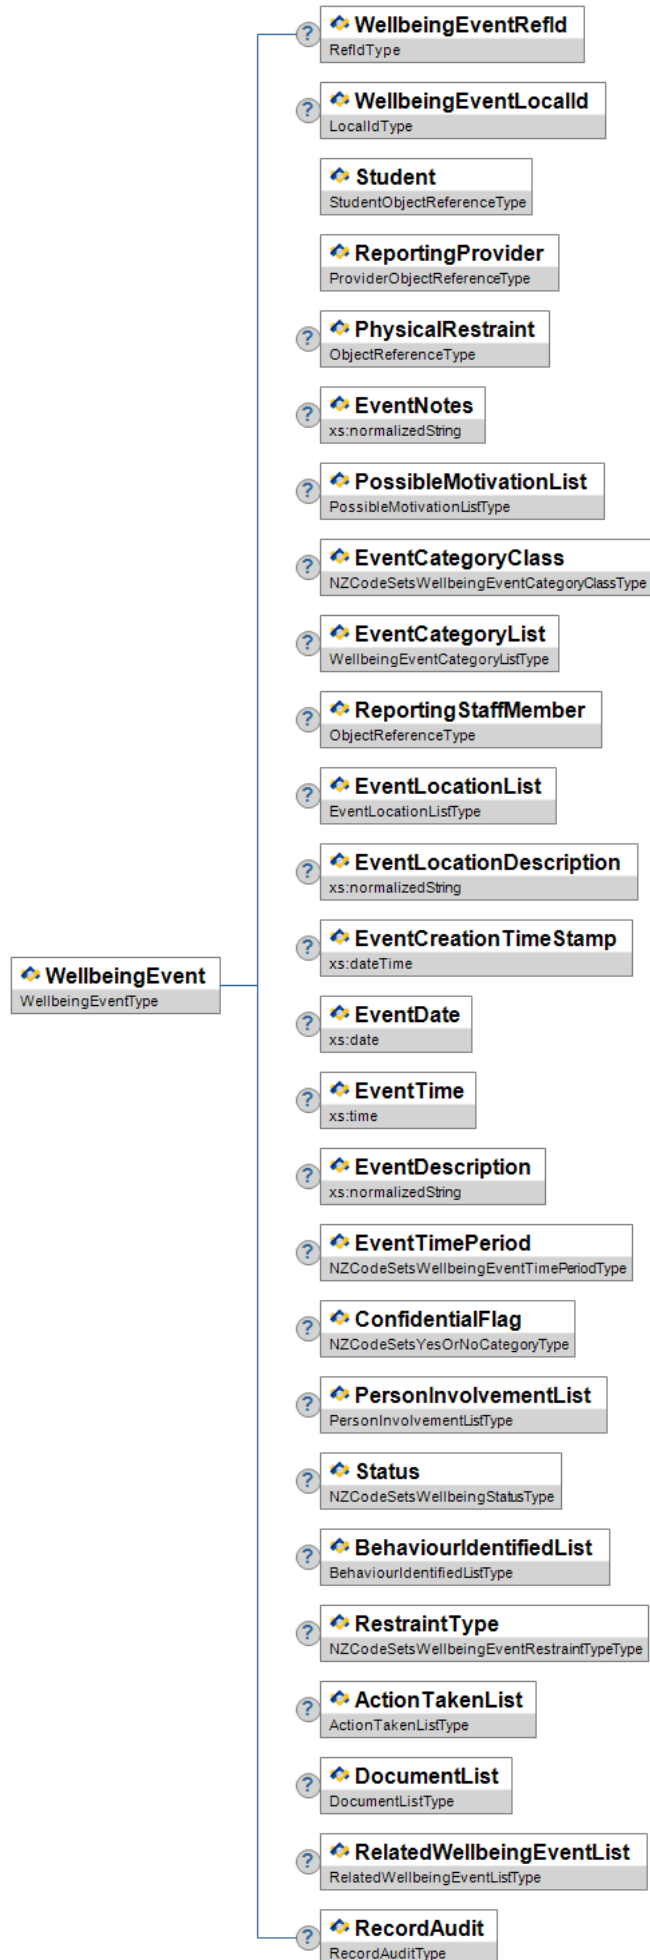 ?
WellbeingEventRefId
RefIdType
?
WellbeingEventLocalId
LocalIdType
Student
StudentObjectReferenceType
ReportingProvider
ProviderObjectReferenceType
?
PhysicalRestraint
ObjectReferenceType
?
EventNotes
xs:normalizedString
?
PossibleMotivationList
PossibleMotivationListType
?
EventCategoryClass
NZCodeSetsWellbeingEventCategoryClassType
?
EventCategoryList
WellbeingEventCategoryListType
?
ReportingStaffMember
ObjectReferenceType
?
EventLocationList
EventLocationListType
?
EventLocationDescription
xs:normalizedString
?
EventCreationTimeStamp
xs:dateTime
WellbeingEvent
WellbeingEventType
?
EventDate
xs:date
?
EventTime
xs:time
?
EventDescription
xs:normalizedString
?
EventTimePeriod
NZCodeSetsWellbeingEventTimePeriodType
?
ConfidentialFlag
NZCodeSetsYesOrNoCategoryType
?
PersonInvolvementList
PersonInvolvementListType
?
Status
NZCodeSetsWellbeingStatusType
?
BehaviourIdentifiedList
BehaviourIdentifiedListType
?
RestraintType
NZCodeSetsWellbeingEventRestraintTypeType
?
ActionTakenList
ActionTakenListType
?
DocumentList
DocumentListType
?
RelatedWellbeingEventList
RelatedWellbeingEventListType
?
RecordAudit
RecordAuditType